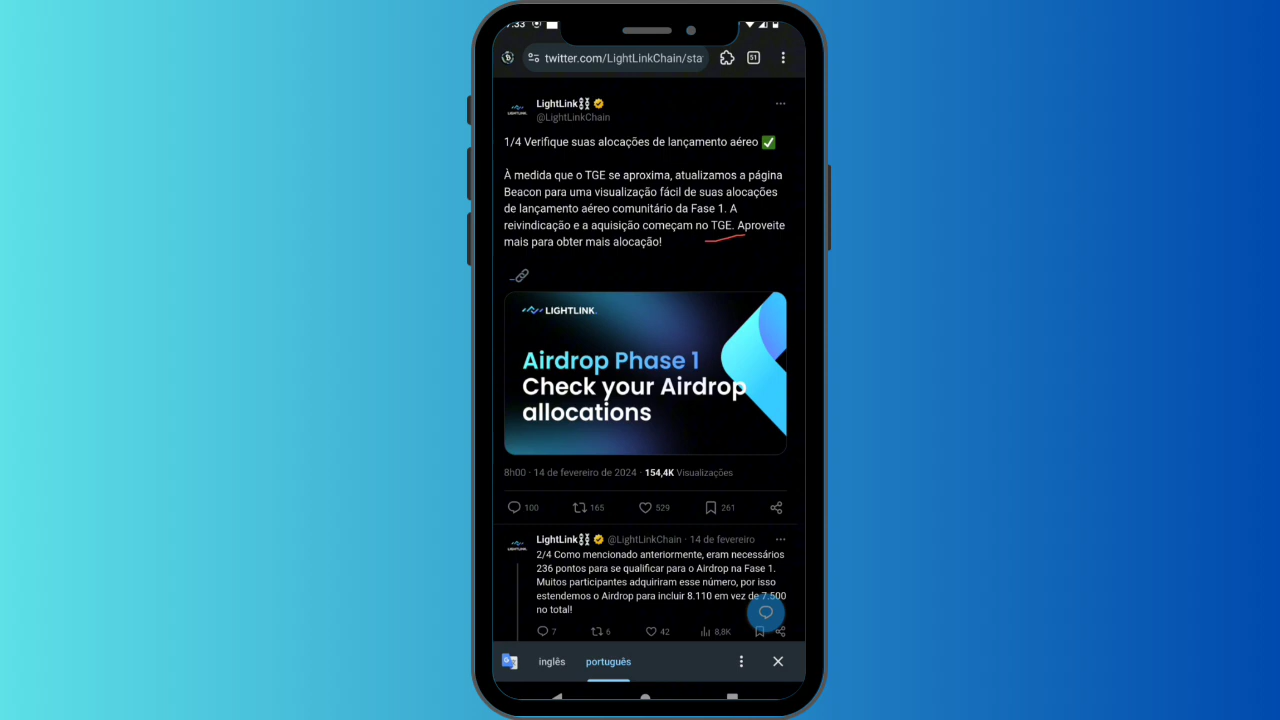 7:33
twitter.com/LightLinkChain/sta
51
LightLink
@LightLinkChain
1/4 Verifique suas alocações de lançamento aéreo ✅
À medida que o TGE se aproxima, atualizamos a página
Beacon para uma visualização fácil de suas alocações
de lançamento aéreo comunitário da Fase 1. A
reivindicação e a aquisição começam no TGE. Aproveite
mais para obter mais alocação!
LIGHTLINK
Airdrop Phase 1
Check your Airdrop
allocations
8h00 · 14 de fevereiro de 2024 · 154,4K Visualizações
100 165 529 261
LightLink @LightLinkChain · 14 de fevereiro
2/4 Como mencionado anteriormente, eram necessários
236 pontos para se qualificar para o Airdrop na Fase 1.
Muitos participantes adquiriram esse número, por isso
estendemos o Airdrop para incluir 8.110 em vez de 7.500
no total!
7 6 42 8,8K
inglês português